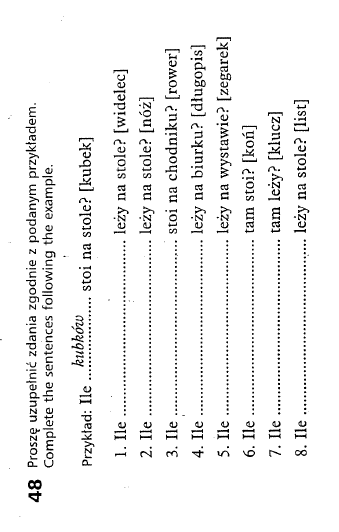 48 Proszę uzupełnić zdania zgodnie z podanym przykładem.
Complete the sentences following the example.
Przykład: Ile ...kubków... stoi na stole? [kubek]
1. Ile .................................... leży na stole? [widelec]
2. Ile .................................... leży na stole? [nóż]
3. Ile .................................... stoi na chodniku? [rower]
4. Ile .................................... leży na biurku? [długopis]
5. Ile .................................... leży na wystawie? [zegarek]
6. Ile .................................... tam stoi? [koń]
7. Ile .................................... tam leży? [klucz]
8. Ile .................................... leży na stole? [list]